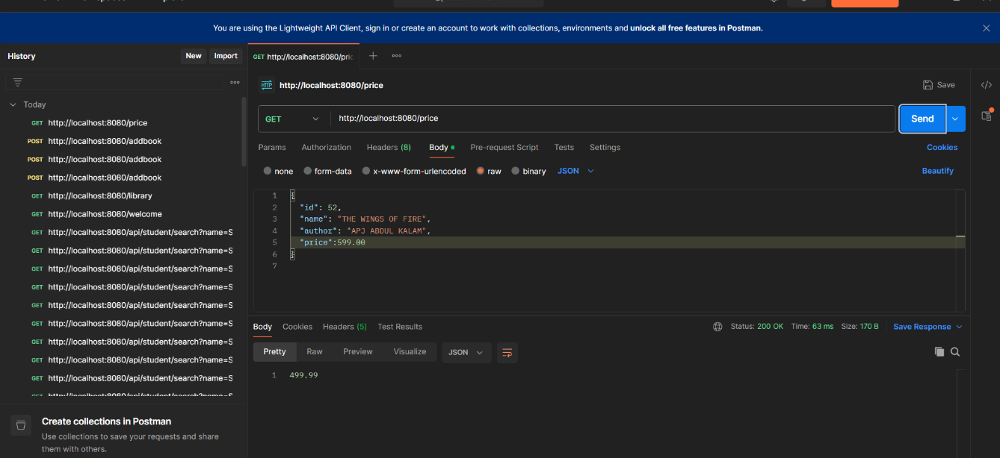 You are using the Lightweight API Client, sign in or create an account to work with collections, environments and unlock all free features in Postman.
History
New
Import
Today
GET http://localhost:8080/price
POST http://localhost:8080/addbook
POST http://localhost:8080/addbook
POST http://localhost:8080/addbook
GET http://localhost:8080/library
GET http://localhost:8080/welcome
GET http://localhost:8080/api/student/search?name=S
GET http://localhost:8080/api/student/search?name=S
GET http://localhost:8080/api/student/search?name=S
GET http://localhost:8080/api/student/search?name=S
GET http://localhost:8080/api/student/search?name=S
GET http://localhost:8080/api/student/search?name=S
GET http://localhost:8080/api/student/search?name=S
GET http://localhost:8080/api/student/search?name=S
GET http://localhost:8080/api/student/search?name=S
GET http://localhost:8080/api/student/search?name=S
Create collections in Postman
Use collections to save your requests and share
them with others.
GET http://localhost:8080/pric
HTTP http://localhost:8080/price
Save
GET http://localhost:8080/price
Send
Params Authorization Headers (8) Body Pre-request Script Tests Settings
Cookies
none form-data x-www-form-urlencoded raw binary JSON
Beautify
1 {
2 "id": 52,
3 "name": "THE WINGS OF FIRE",
4 "author": "APJ ABDUL KALAM",
5 "price":599.00
6 }
7
Body Cookies Headers (5) Test Results
Status: 200 OK Time: 63 ms Size: 170 B Save Response
Pretty Raw Preview Visualize JSON
1 499.99